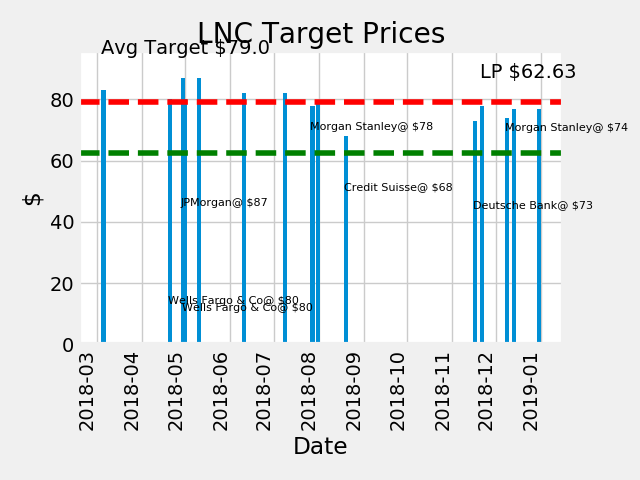 LNC Target Prices
Avg Target $79.0
LP $62.63
80
60
40
20
0
$
Morgan Stanley@ $78
Morgan Stanley@ $74
Credit Suisse@ $68
JPMorgan@ $87
Deutsche Bank@ $73
Wells Fargo & Co@ $80
Wells Fargo & Co@ $80
2018-03
2018-04
2018-05
2018-06
2018-07
2018-08
2018-09
2018-10
2018-11
2018-12
2019-01
Date